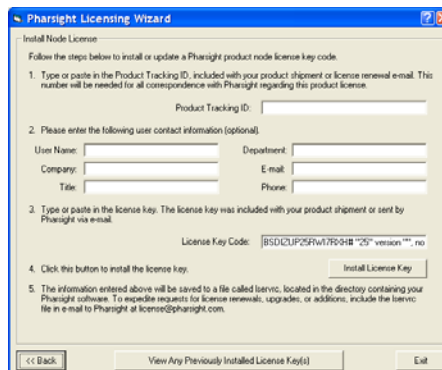 Pharsight Licensing Wizard
Install Node License
Follow the steps below to install or update a Pharsight product node license key code.
1. Type or paste in the Product Tracking ID, included with your product shipment or license renewal e-mail. This
number will be needed for all correspondence with Pharsight regarding this product license.
Product Tracking ID:
2. Please enter the following user contact information (optional).
User Name: Department:
Company: E-mail:
Title: Phone:
3. Type or paste in the license key. The license key was included with your product shipment or sent by
Pharsight via e-mail.
License Key Code: # "25" version "", no
4. Click this button to install the license key. Install License Key
5. The information entered above will be saved to a file called lservrc, located in the directory containing your
Pharsight software. To expedite requests for license renewals, upgrades, or additions, include the lservrc
file in e-mail to Pharsight at license@pharsight.com.
<< Back View Any Previously Installed License Key(s) Exit